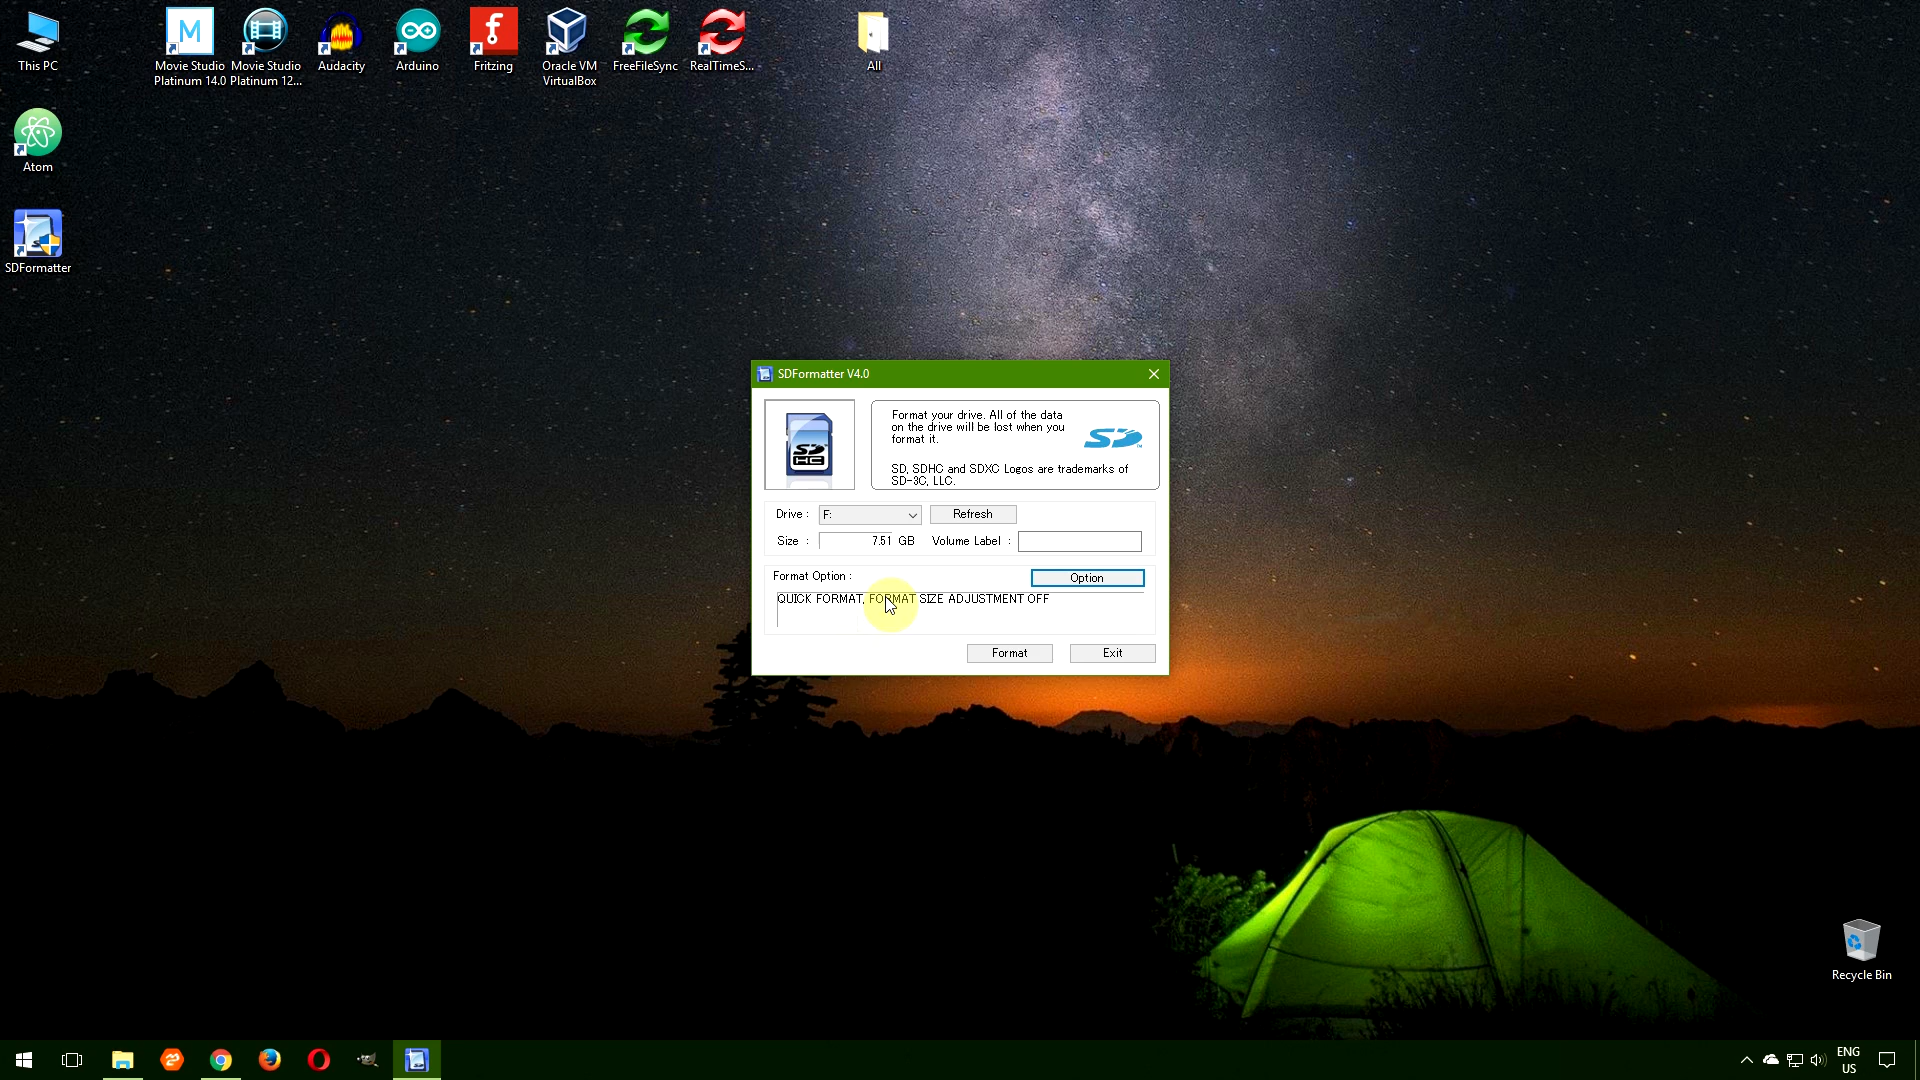 This PC
Movie Studio
Platinum 14.0
Movie Studio
Platinum 12...
Audacity
Arduino
Fritzing
Oracle VM
VirtualBox
FreeFileSync
RealTimeS...
All
Atom
SDFormatter
SDFormatter V4.0
Format your drive. All of the data
on the drive will be lost when you
format it.
SD, SDHC and SDXC Logos are trademarks of
SD-3C, LLC.
SD
HC
SD™
Drive :
F:
Refresh
Size :
7.51 GB
Volume Label :
Format Option :
Option
QUICK FORMAT, FORMAT SIZE ADJUSTMENT OFF
Format
Exit
Recycle Bin
ENG
US